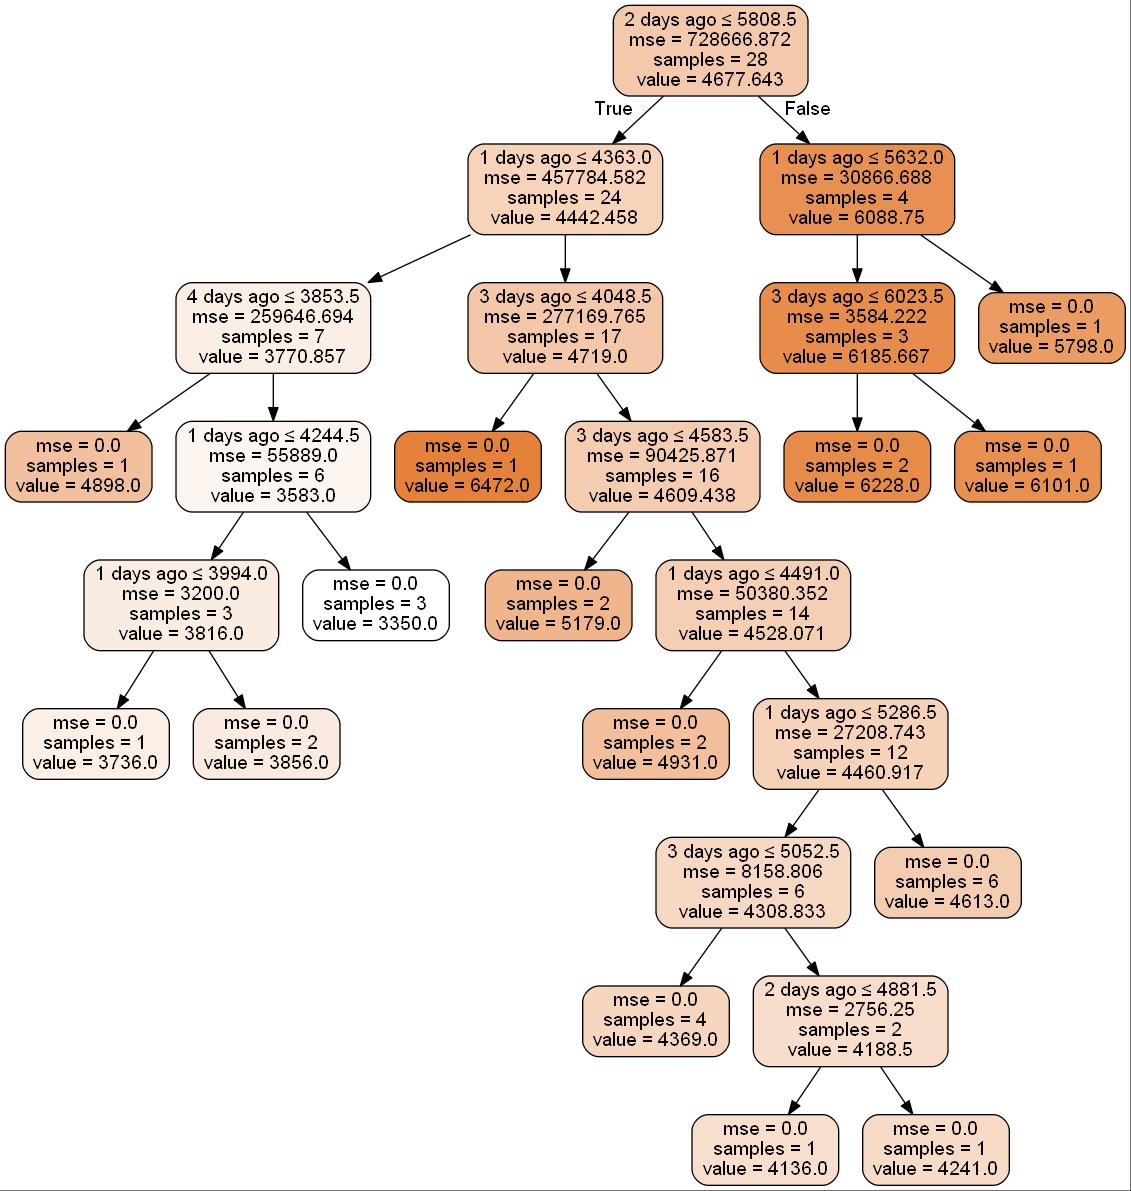 2 days ago ≤ 5808.5
mse = 728666.872
samples = 28
value = 4677.643
True
False
1 days ago ≤ 4363.0
mse = 457784.582
samples = 24
value = 4442.458
1 days ago ≤ 5632.0
mse = 30866.688
samples = 4
value = 6088.75
4 days ago ≤ 3853.5
mse = 259646.694
samples = 7
value = 3770.857
3 days ago ≤ 4048.5
mse = 277169.765
samples = 17
value = 4719.0
3 days ago ≤ 6023.5
mse = 3584.222
samples = 3
value = 6185.667
mse = 0.0
samples = 1
value = 5798.0
mse = 0.0
samples = 1
value = 4898.0
1 days ago ≤ 4244.5
mse = 55889.0
samples = 6
value = 3583.0
mse = 0.0
samples = 1
value = 6472.0
3 days ago ≤ 4583.5
mse = 90425.871
samples = 16
value = 4609.438
mse = 0.0
samples = 2
value = 6228.0
mse = 0.0
samples = 1
value = 6101.0
1 days ago ≤ 3994.0
mse = 3200.0
samples = 3
value = 3816.0
mse = 0.0
samples = 3
value = 3350.0
mse = 0.0
samples = 2
value = 5179.0
1 days ago ≤ 4491.0
mse = 50380.352
samples = 14
value = 4528.071
mse = 0.0
samples = 1
value = 3736.0
mse = 0.0
samples = 2
value = 3856.0
mse = 0.0
samples = 2
value = 4931.0
1 days ago ≤ 5286.5
mse = 27208.743
samples = 12
value = 4460.917
3 days ago ≤ 5052.5
mse = 8158.806
samples = 6
value = 4308.833
mse = 0.0
samples = 6
value = 4613.0
mse = 0.0
samples = 4
value = 4369.0
2 days ago ≤ 4881.5
mse = 2756.25
samples = 2
value = 4188.5
mse = 0.0
samples = 1
value = 4136.0
mse = 0.0
samples = 1
value = 4241.0